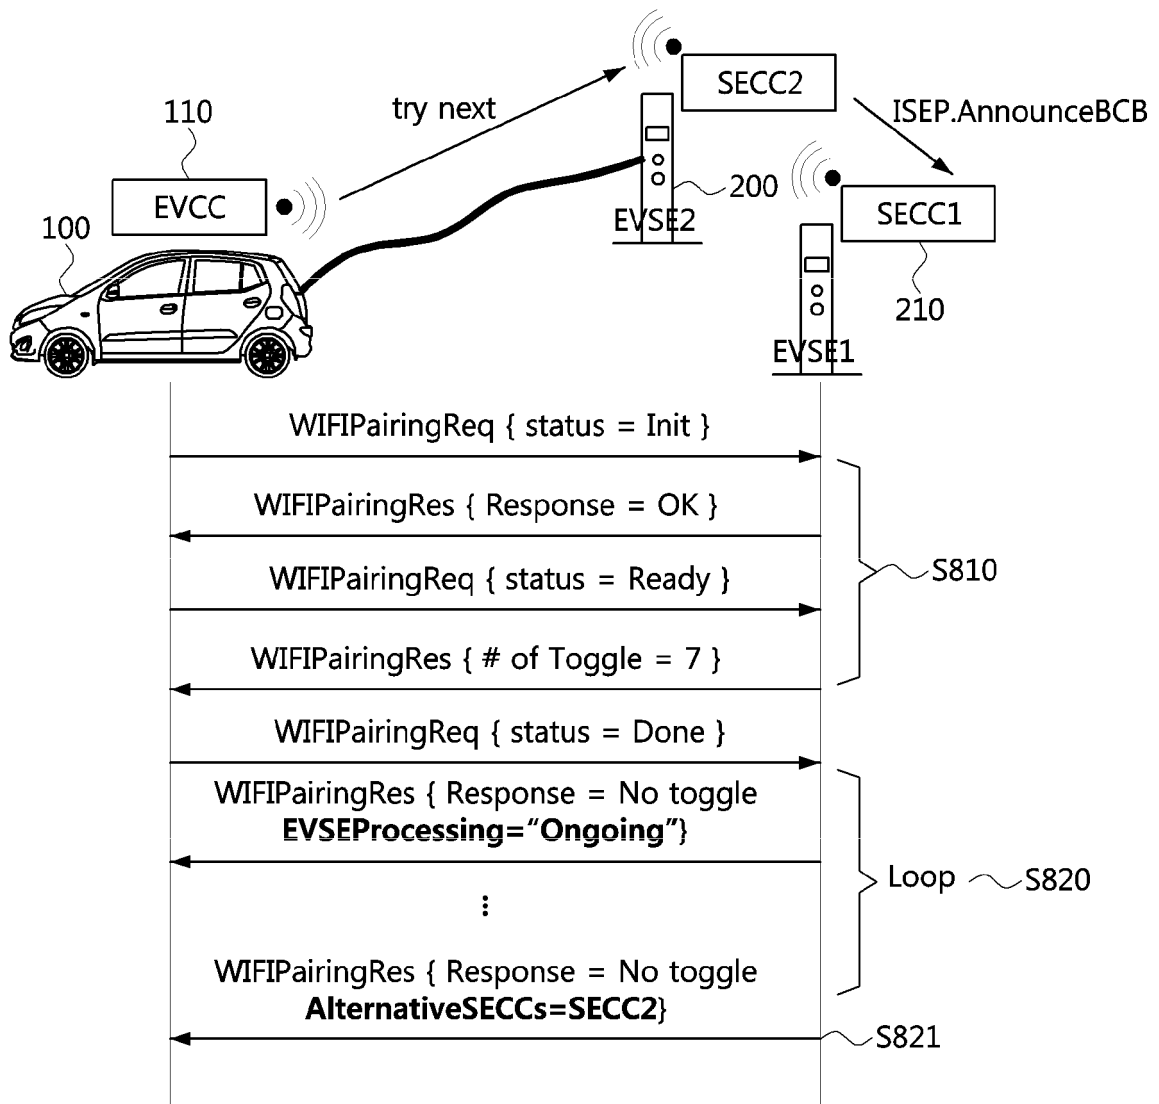 SECC2
try next
ISEP.AnnounceBCB
110
EVCC
200
SECC1
100
EVSE2
210
EVSE1
WIFIPairingReq { status = Init }
WIFIPairingRes { Response = OK }
S810
WIFIPairingReq { status = Ready }
WIFIPairingRes { # of Toggle = 7 }
WIFIPairingReq { status = Done }
WIFIPairingRes { Response = No toggle
EVSEProcessing=“Ongoing”}
Loop
S820
⋮
WIFIPairingRes { Response = No toggle
AlternativeSECCs=SECC2}
S821